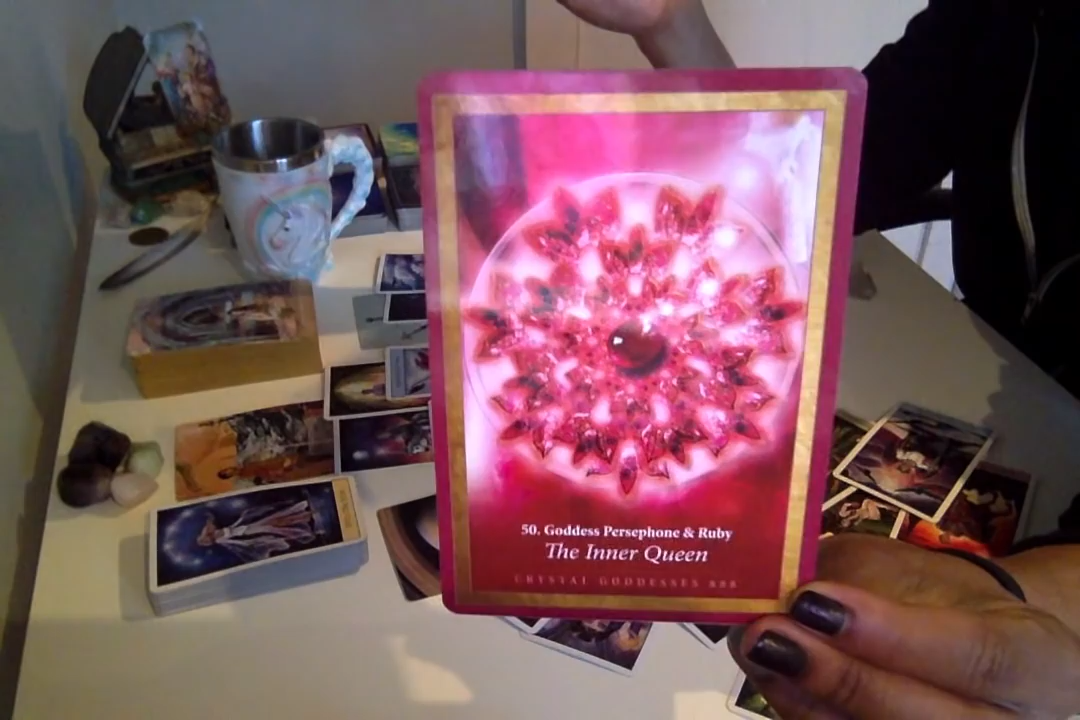 50. Goddess Persephone & Ruby
The Inner Queen
CRYSTAL GODDESSES 888